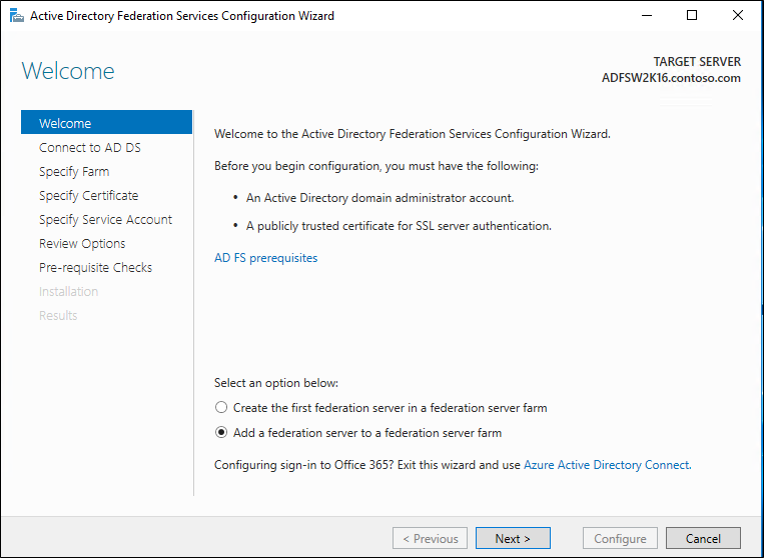 Active Directory Federation Services Configuration Wizard
Welcome
TARGET SERVER
ADFSW2K16.contoso.com
Welcome
Connect to AD DS
Specify Farm
Specify Certificate
Specify Service Account
Review Options
Pre-requisite Checks
Installation
Results
Welcome to the Active Directory Federation Services Configuration Wizard.
Before you begin configuration, you must have the following:
• An Active Directory domain administrator account.
• A publicly trusted certificate for SSL server authentication.
AD FS prerequisites
Select an option below:
Create the first federation server in a federation server farm
Add a federation server to a federation server farm
Configuring sign-in to Office 365? Exit this wizard and use Azure Active Directory Connect.
< Previous
Next >
Configure
Cancel